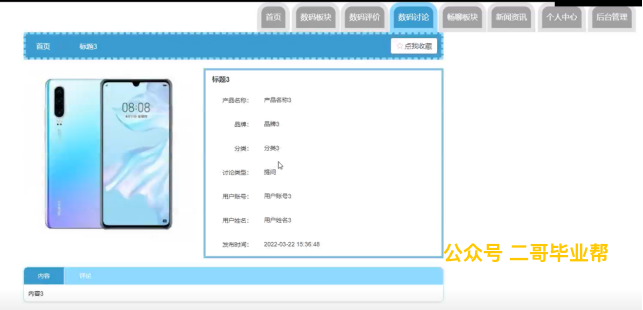 首页 数码板块 数码评价 数码讨论 畅聊板块 新闻资讯 个人中心 后台管理
首页 标题3 点我收藏
标题3
产品名称: 产品名称3
品牌: 品牌3
分类: 分类3
讨论类型: 提问
用户账号: 用户账号3
用户姓名: 用户姓名3
发布时间: 2022-03-22 15:36:48
08:08
公众号 二哥毕业帮
内容 评论
内容3